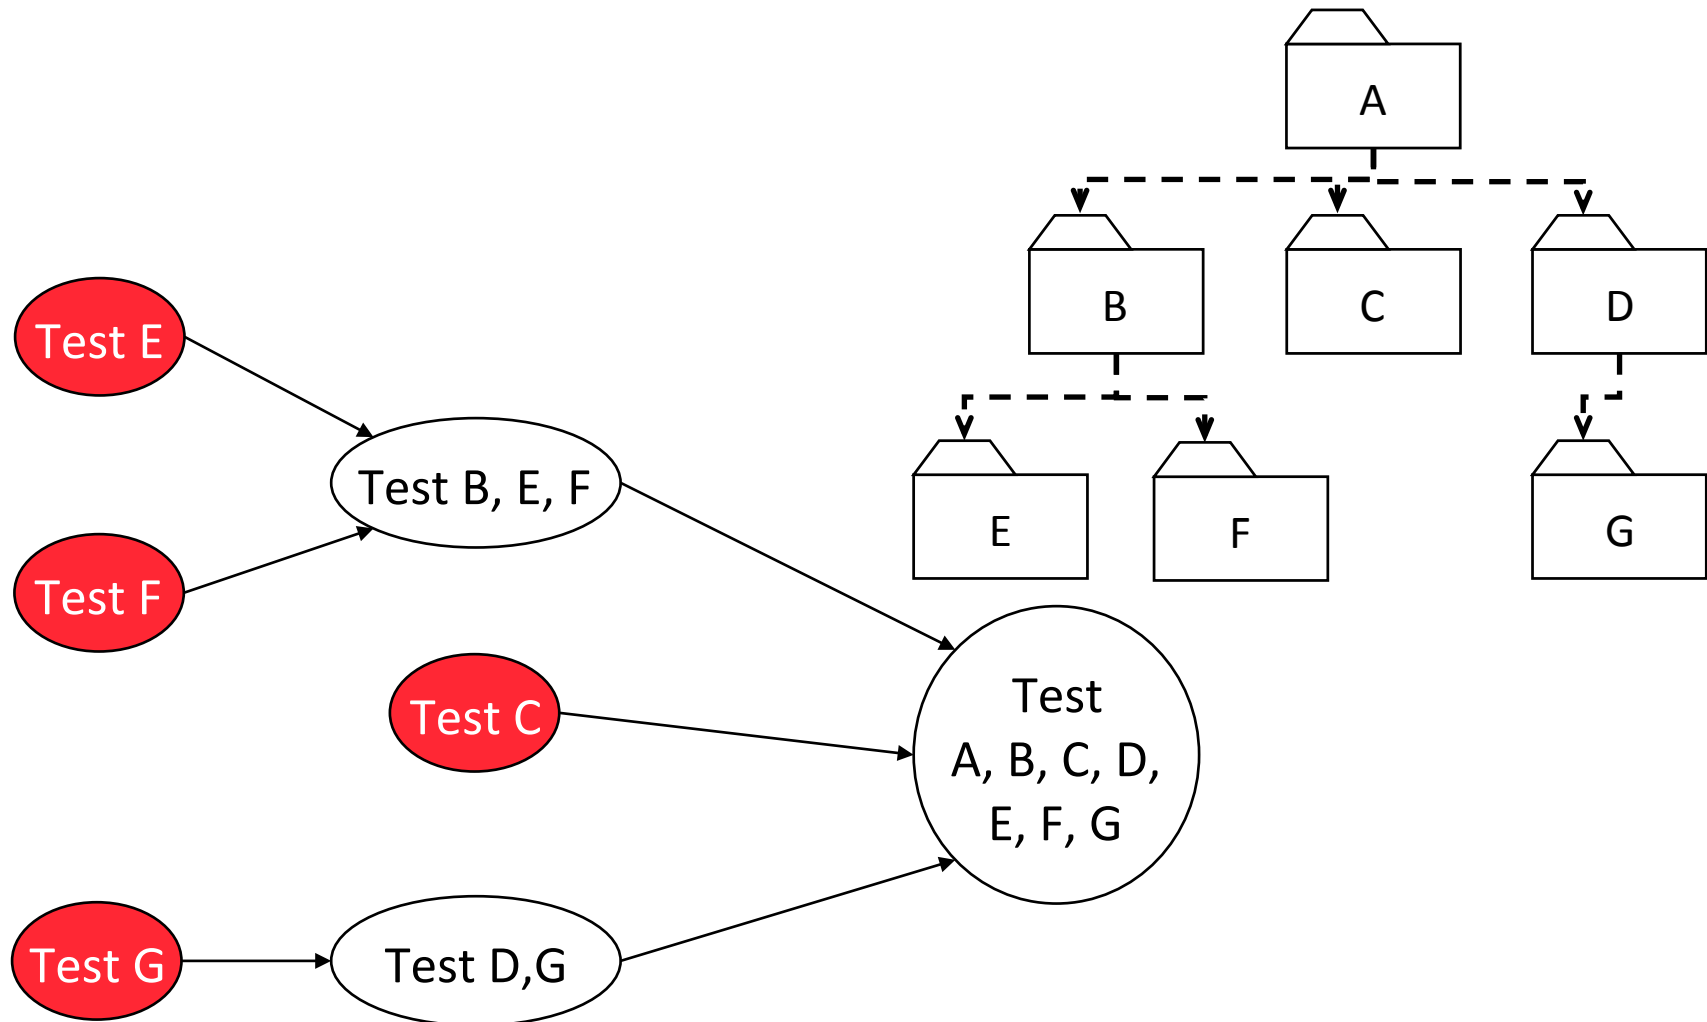 A
B
C
D
E
F
G
Test E
Test B, E, F
Test F
Test C
Test
A, B, C, D,
E, F, G
Test G
Test D,G